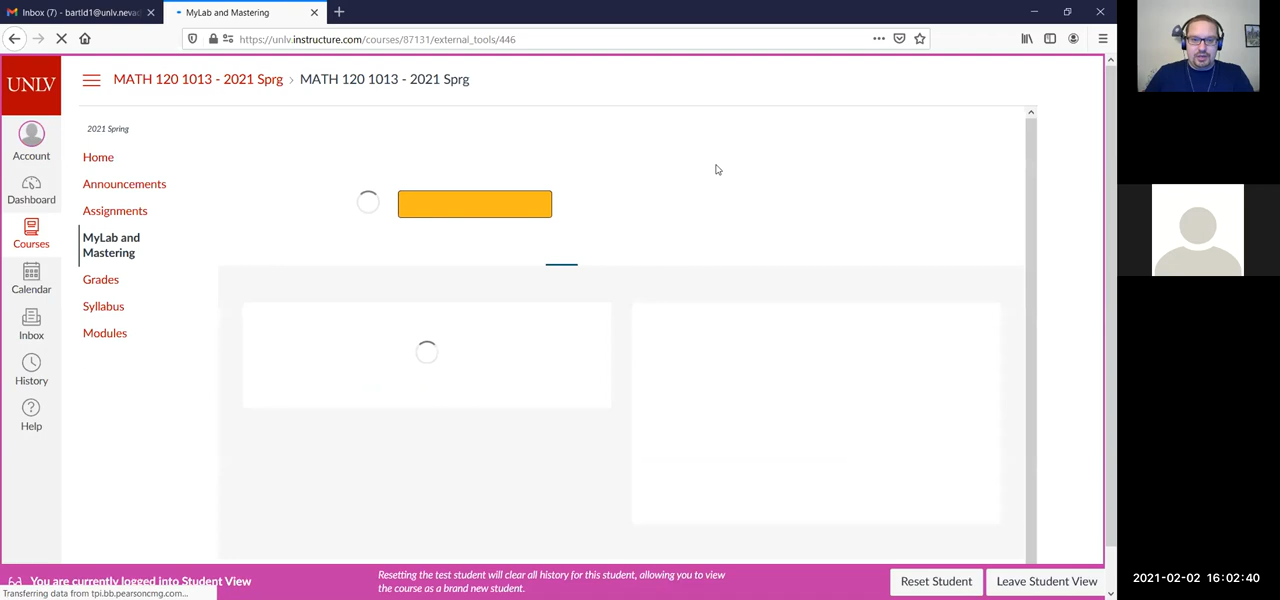 Inbox (7) - bartld1@unlv.nevad
MyLab and Mastering
https://unlv.instructure.com/courses/87131/external_tools/446
UNLV
MATH 120 1013 - 2021 Sprg › MATH 120 1013 - 2021 Sprg
2021 Spring
Account
Dashboard
Courses
Calendar
Inbox
History
Help
Home
Announcements
Assignments
MyLab and
Mastering
Grades
Syllabus
Modules
You are currently logged into Student View
Resetting the test student will clear all history for this student, allowing you to view
the course as a brand new student.
Reset Student
Leave Student View
Transferring data from tpi.bb.pearsoncmg.com...
2021-02-02 16:02:40